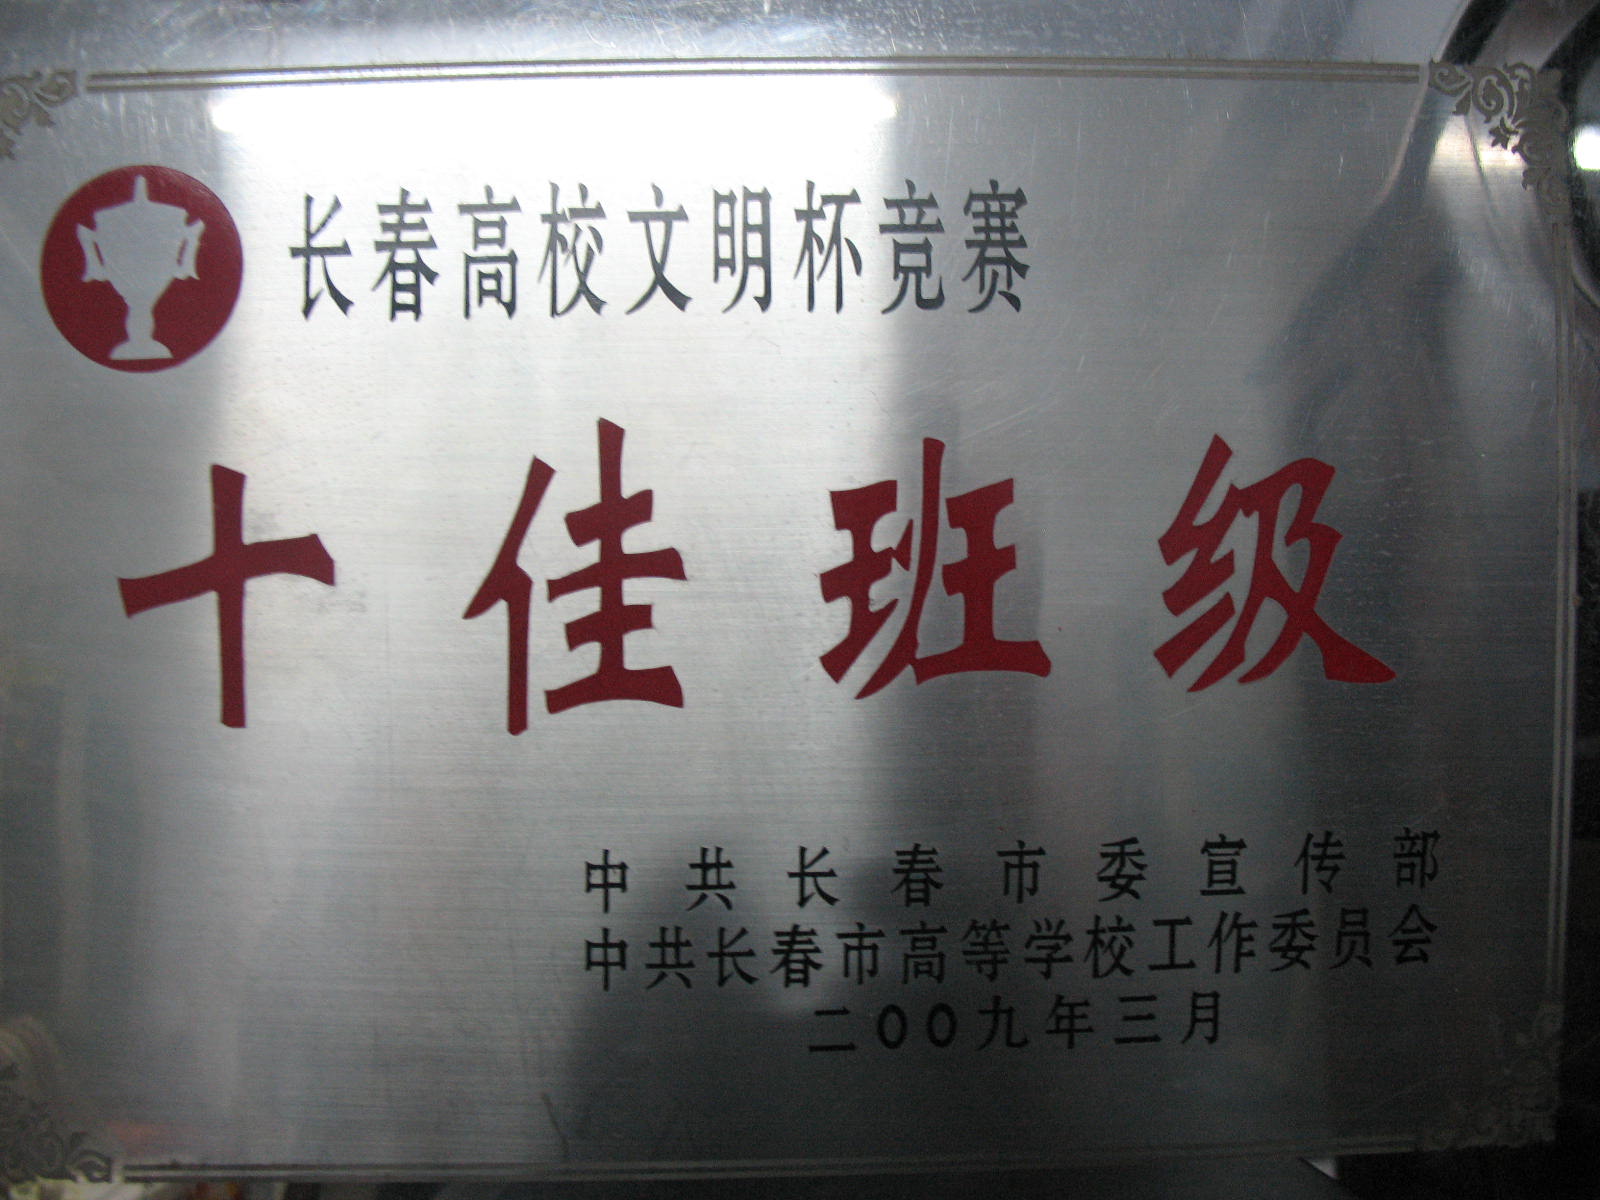 长春高校文明杯竞赛
十佳班级
中共长春市委宣传部
中共长春市高等学校工作委员会
二〇〇九年三月